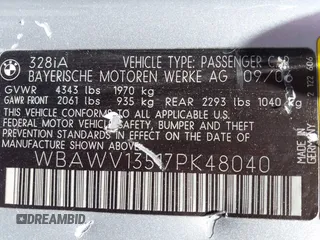 328iA VEHICLE TYPE: PASSENGER CAR
BAYERISCHE MOTOREN WERKE AG 09/06
GVWR 4343 lbs 1970 kg
GAWR FRONT 2061 lbs 935 kg REAR 2293 lbs 1040 kg
THIS VEHICLE CONFORMS TO ALL APPLICABLE
U.S. FEDERAL MOTOR VEHICLE SAFETY, BUMPER, AND
THEFT PREVENTION STANDARDS IN EFFECT ON THE DATE OF
MANUFACTURE SHOWN ABOVE.
WBAWV13517PK48040
MADE IN GERMANY
DREAMBID